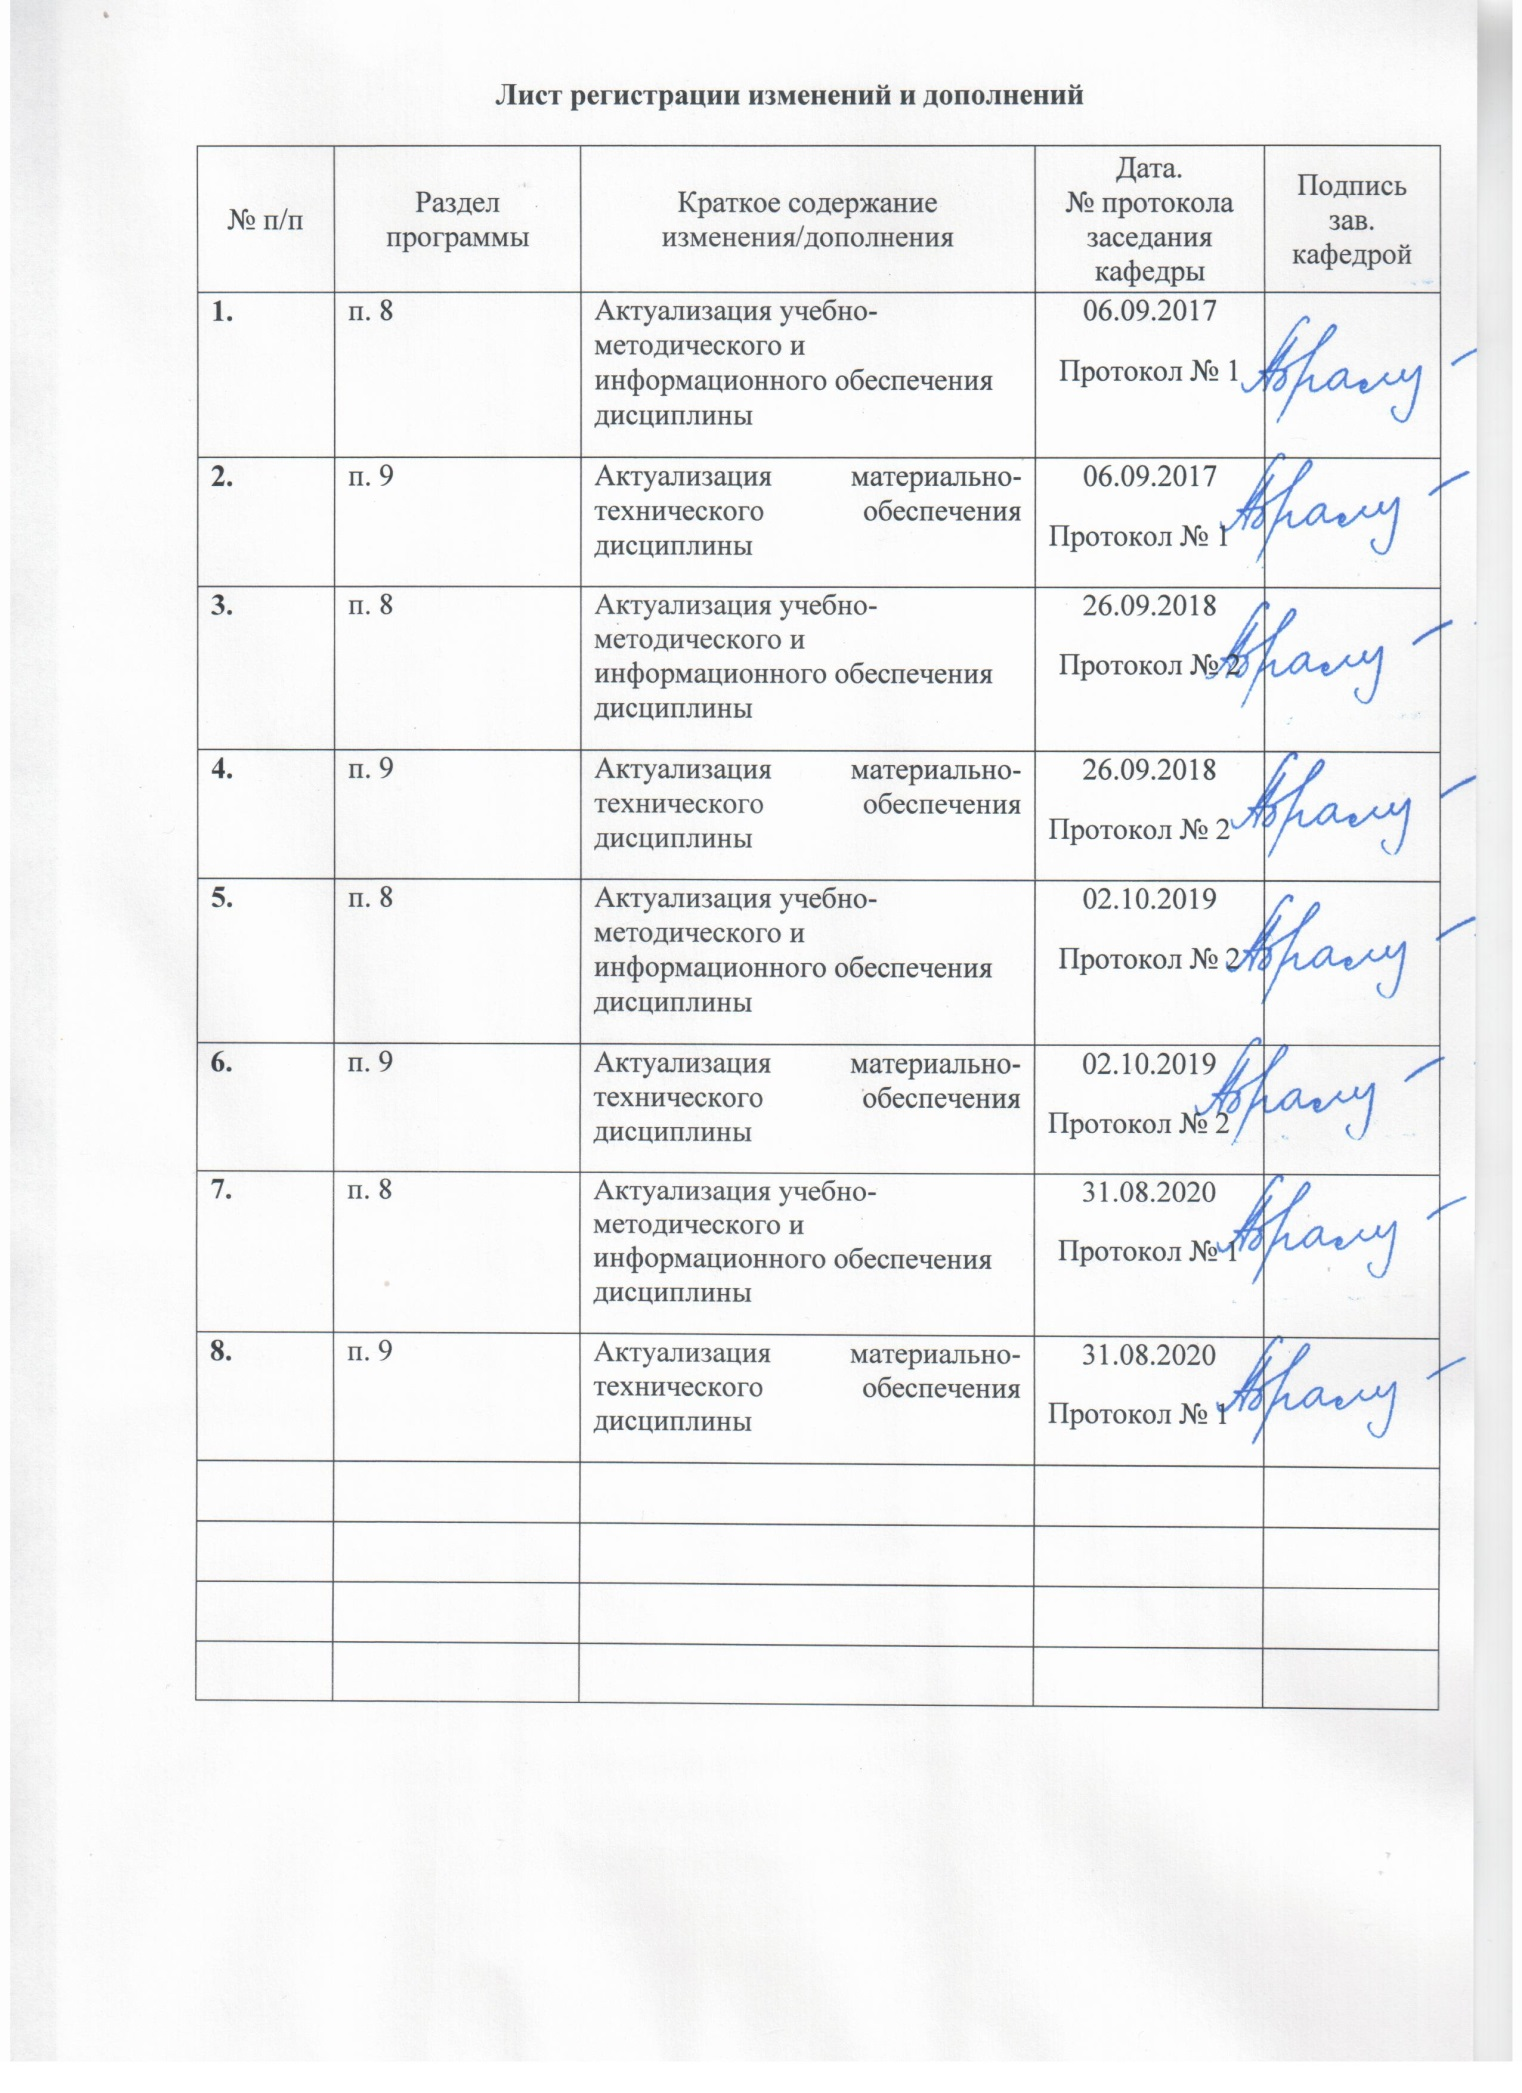 Лист регистрации изменений и дополнений
№ п/п
Раздел
программы
Краткое содержание
изменения/дополнения
Дата.
№ протокола
заседания
кафедры
Подпись
зав.
кафедрой
1.
п. 8
Актуализация учебно-
методического и
информационного обеспечения
дисциплины
06.09.2017
Протокол № 1
2.
п. 9
Актуализация материально-
технического обеспечения
дисциплины
06.09.2017
Протокол № 1
3.
п. 8
Актуализация учебно-
методического и
информационного обеспечения
дисциплины
26.09.2018
Протокол № 2
4.
п. 9
Актуализация материально-
технического обеспечения
дисциплины
26.09.2018
Протокол № 2
5.
п. 8
Актуализация учебно-
методического и
информационного обеспечения
дисциплины
02.10.2019
Протокол № 2
6.
п. 9
Актуализация материально-
технического обеспечения
дисциплины
02.10.2019
Протокол № 2
7.
п. 8
Актуализация учебно-
методического и
информационного обеспечения
дисциплины
31.08.2020
Протокол № 1
8.
п. 9
Актуализация материально-
технического обеспечения
дисциплины
31.08.2020
Протокол № 1